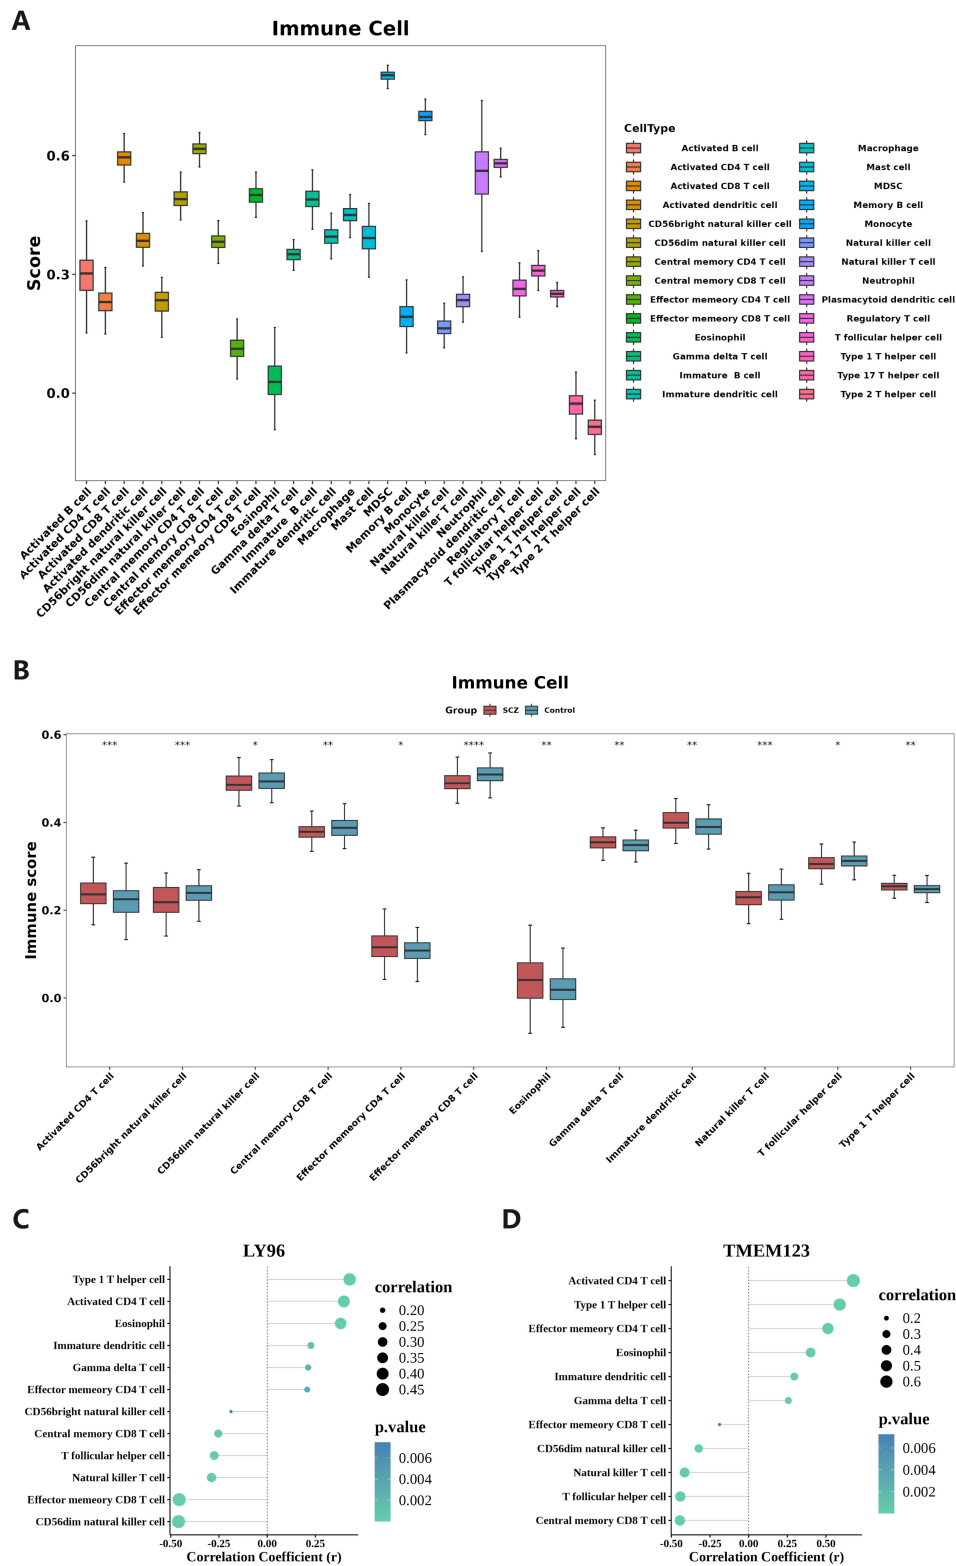 A
Immune Cell
Score
0.6
0.3
0.0
Activated B cell
Activated CD4 T cell
Activated CD8 T cell
Activated dendritic cell
CD56bright natural killer cell
CD56dim natural killer cell
Central memory CD4 T cell
Central memory CD8 T cell
Effector memeory CD4 T cell
Effector memeory CD8 T cell
Eosinophil
Gamma delta T cell
Immature B cell
Immature dendritic cell
Macrophage
Mast cell
MDSC
Memory B cell
Monocyte
Natural killer cell
Natural killer T cell
Neutrophil
Plasmacytoid dendritic cell
Regulatory T cell
T follicular helper cell
Type 1 T helper cell
Type 17 T helper cell
Type 2 T helper cell
CellType
Activated B cell
Activated CD4 T cell
Activated CD8 T cell
Activated dendritic cell
CD56bright natural killer cell
CD56dim natural killer cell
Central memory CD4 T cell
Central memory CD8 T cell
Effector memeory CD4 T cell
Effector memeory CD8 T cell
Eosinophil
Gamma delta T cell
Immature B cell
Immature dendritic cell
Macrophage
Mast cell
MDSC
Memory B cell
Monocyte
Natural killer cell
Natural killer T cell
Neutrophil
Plasmacytoid dendritic cell
Regulatory T cell
T follicular helper cell
Type 1 T helper cell
Type 17 T helper cell
Type 2 T helper cell
B
Immune Cell
Group SCZ Control
Immune score
0.6
0.4
0.2
0.0
*** *** * ** * **** ** ** ** *** * **
Activated CD4 T cell
CD56bright natural killer cell
CD56dim natural killer cell
Central memory CD8 T cell
Effector memeory CD4 T cell
Effector memeory CD8 T cell
Eosinophil
Gamma delta T cell
Immature dendritic cell
Natural killer T cell
T follicular helper cell
Type 1 T helper cell
C
LY96
Type 1 T helper cell
Activated CD4 T cell
Eosinophil
Immature dendritic cell
Gamma delta T cell
Effector memeory CD4 T cell
CD56bright natural killer cell
Central memory CD8 T cell
T follicular helper cell
Natural killer T cell
Effector memeory CD8 T cell
CD56dim natural killer cell
-0.50 -0.25 0.00 0.25
Correlation Coefficient (r)
correlation
0.20
0.25
0.30
0.35
0.40
0.45
p.value
0.006
0.004
0.002
D
TMEM123
Activated CD4 T cell
Type 1 T helper cell
Effector memeory CD4 T cell
Eosinophil
Immature dendritic cell
Gamma delta T cell
Effector memeory CD8 T cell
CD56dim natural killer cell
Natural killer T cell
T follicular helper cell
Central memory CD8 T cell
-0.50 -0.25 0.00 0.25 0.50
Correlation Coefficient (r)
correlation
0.2
0.3
0.4
0.5
0.6
p.value
0.006
0.004
0.002